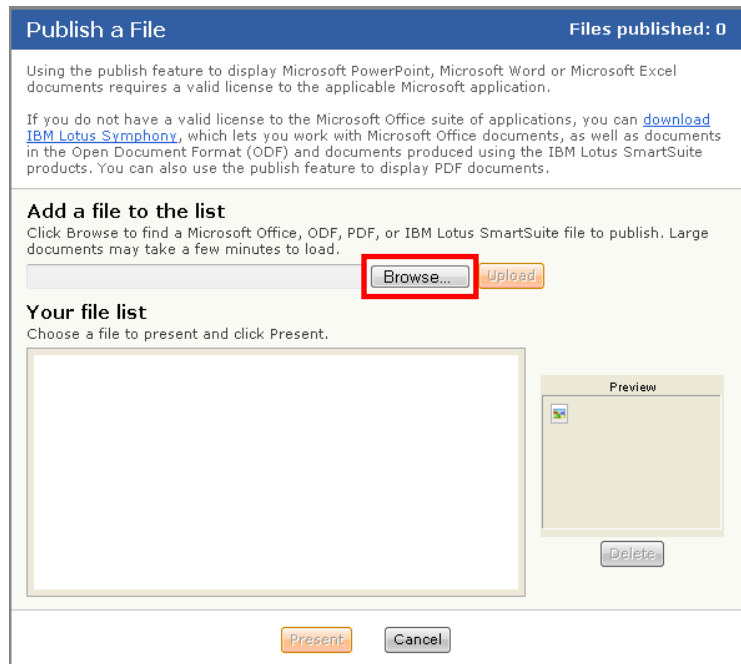 Publish a File Files published: 0
Using the publish feature to display Microsoft PowerPoint, Microsoft Word or Microsoft Excel
documents requires a valid license to the applicable Microsoft application.
If you do not have a valid license to the Microsoft Office suite of applications, you can download
IBM Lotus Symphony, which lets you work with Microsoft Office documents, as well as documents
in the Open Document Format (ODF) and documents produced using the IBM Lotus SmartSuite
products. You can also use the publish feature to display PDF documents.
Add a file to the list
Click Browse to find a Microsoft Office, ODF, PDF, or IBM Lotus SmartSuite file to publish. Large
documents may take a few minutes to load.
Browse... Upload
Your file list
Choose a file to present and click Present.
Preview
Delete
Present Cancel